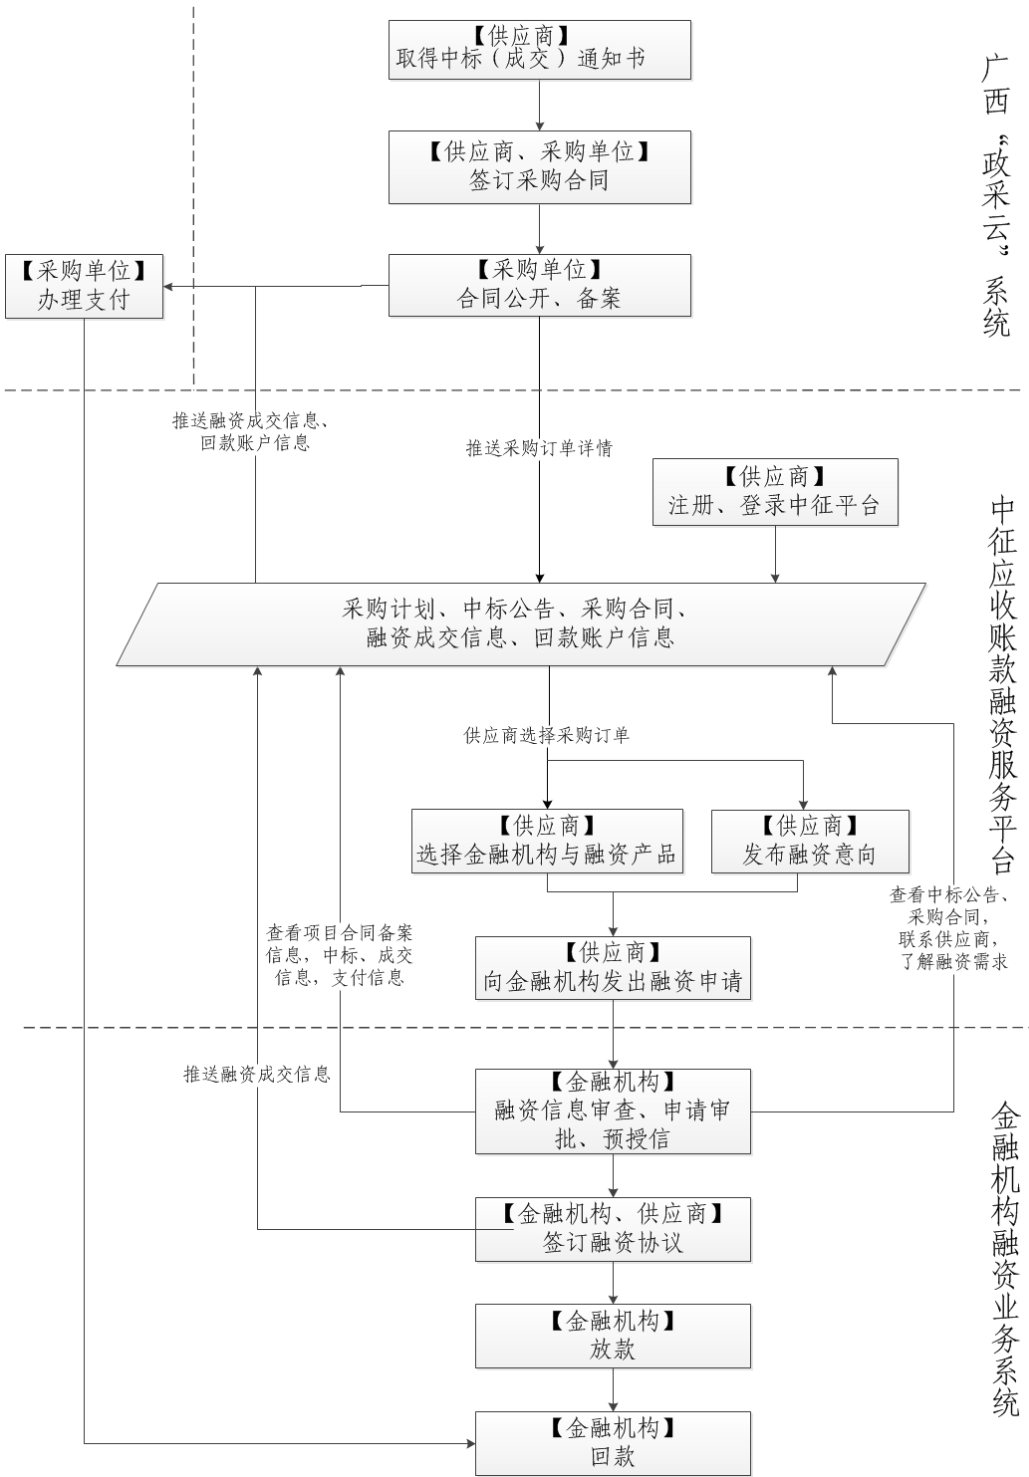 【供应商】
取得中标（成交）通知书
【供应商、采购单位】
签订采购合同
【采购单位】
合同公开、备案
【采购单位】
办理支付
广西“政采云”系统
推送融资成交信息、
回款账户信息
推送采购订单详情
【供应商】
注册、登录中征平台
采购计划、中标公告、采购合同、
融资成交信息、回款账户信息
中征应收账款融资服务平台
供应商选择采购订单
【供应商】
选择金融机构与融资产品
【供应商】
发布融资意向
查看中标公告、
采购合同，
联系供应商，
了解融资需求
查看项目合同备案
信息，中标、成交
信息，支付信息
【供应商】
向金融机构发出融资申请
推送融资成交信息
【金融机构】
融资信息审查、申请审
批、预授信
【金融机构、供应商】
签订融资协议
【金融机构】
放款
【金融机构】
回款
金融机构融资业务系统